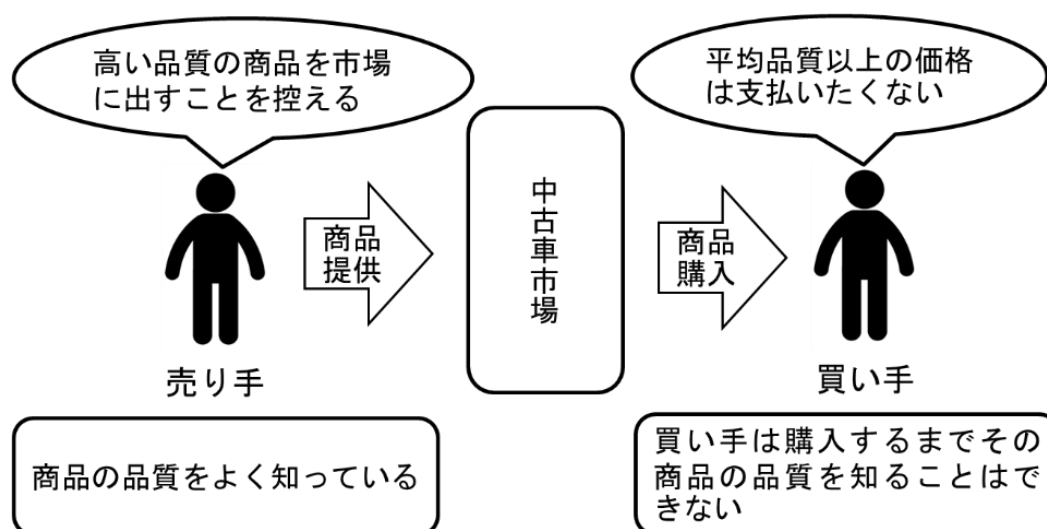 高い品質の商品を市場
に出すことを控える
平均品質以上の価格
は支払いたくない
商品
提供
中古車市場
商品
購入
売り手
買い手
商品の品質をよく知っている
買い手は購入するまでその
商品の品質を知ることはで
きない